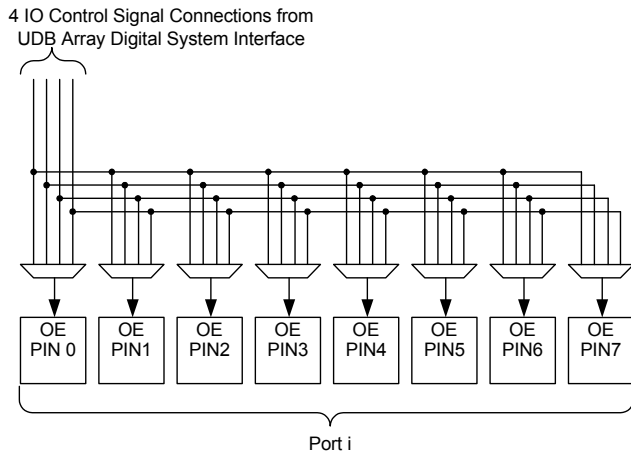 4 IO Control Signal Connections from
UDB Array Digital System Interface
OE OE OE OE OE OE OE OE
PIN 0 PIN1 PIN2 PIN3 PIN4 PIN5 PIN6 PIN7
Port i